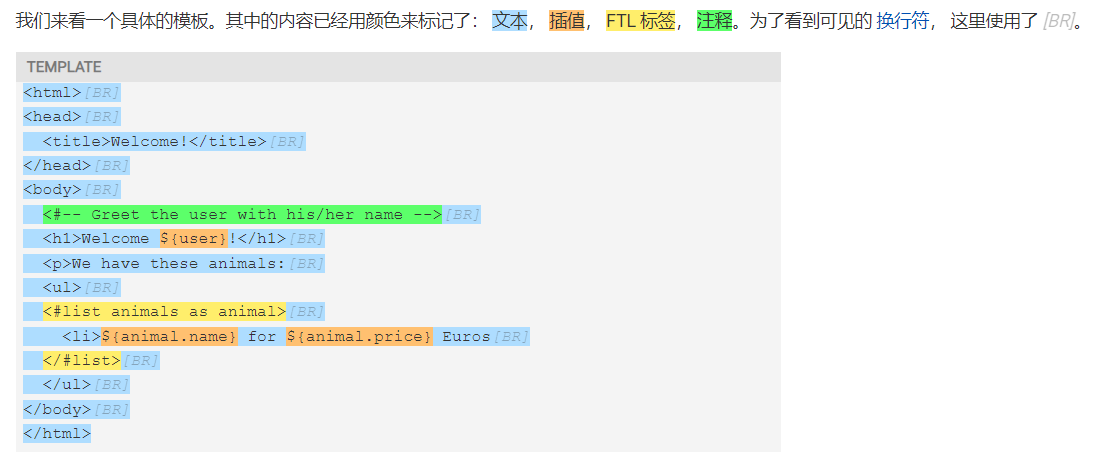 我们来看一个具体的模板。其中的内容已经用颜色来标记了： 文本， 插值， FTL 标签， 注释。为了看到可见的 换行符， 这里使用了 [BR]。
TEMPLATE
<html>[BR]
<head>[BR]
  <title>Welcome!</title>[BR]
</head>[BR]
<body>[BR]
  <#-- Greet the user with his/her name -->[BR]
  <h1>Welcome ${user}!</h1>[BR]
  <p>We have these animals:[BR]
  <ul>[BR]
  <#list animals as animal>[BR]
    <li>${animal.name} for ${animal.price} Euros[BR]
  </#list>[BR]
  </ul>[BR]
</body>[BR]
</html>